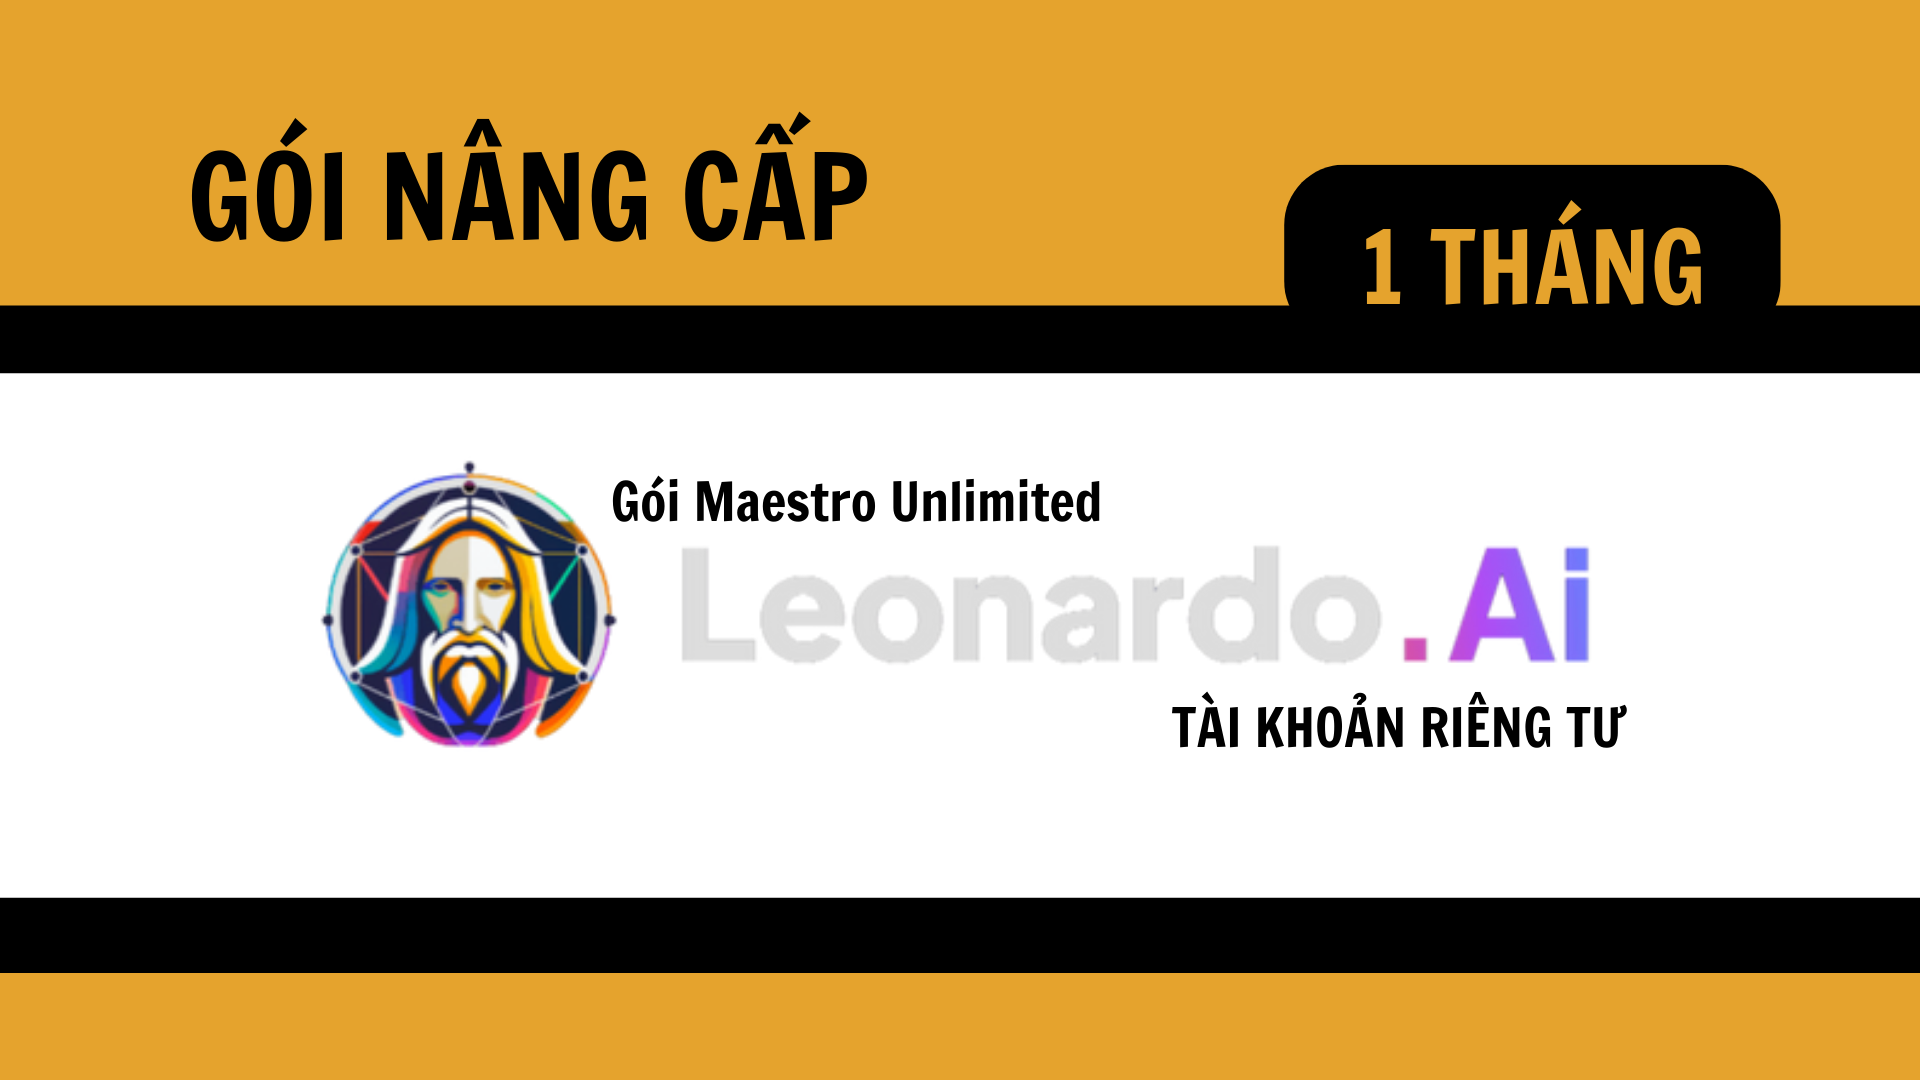 GÓI NÂNG CẤP
1 THÁNG
Gói Maestro Unlimited
Leonardo.Ai
TÀI KHOẢN RIÊNG TƯ